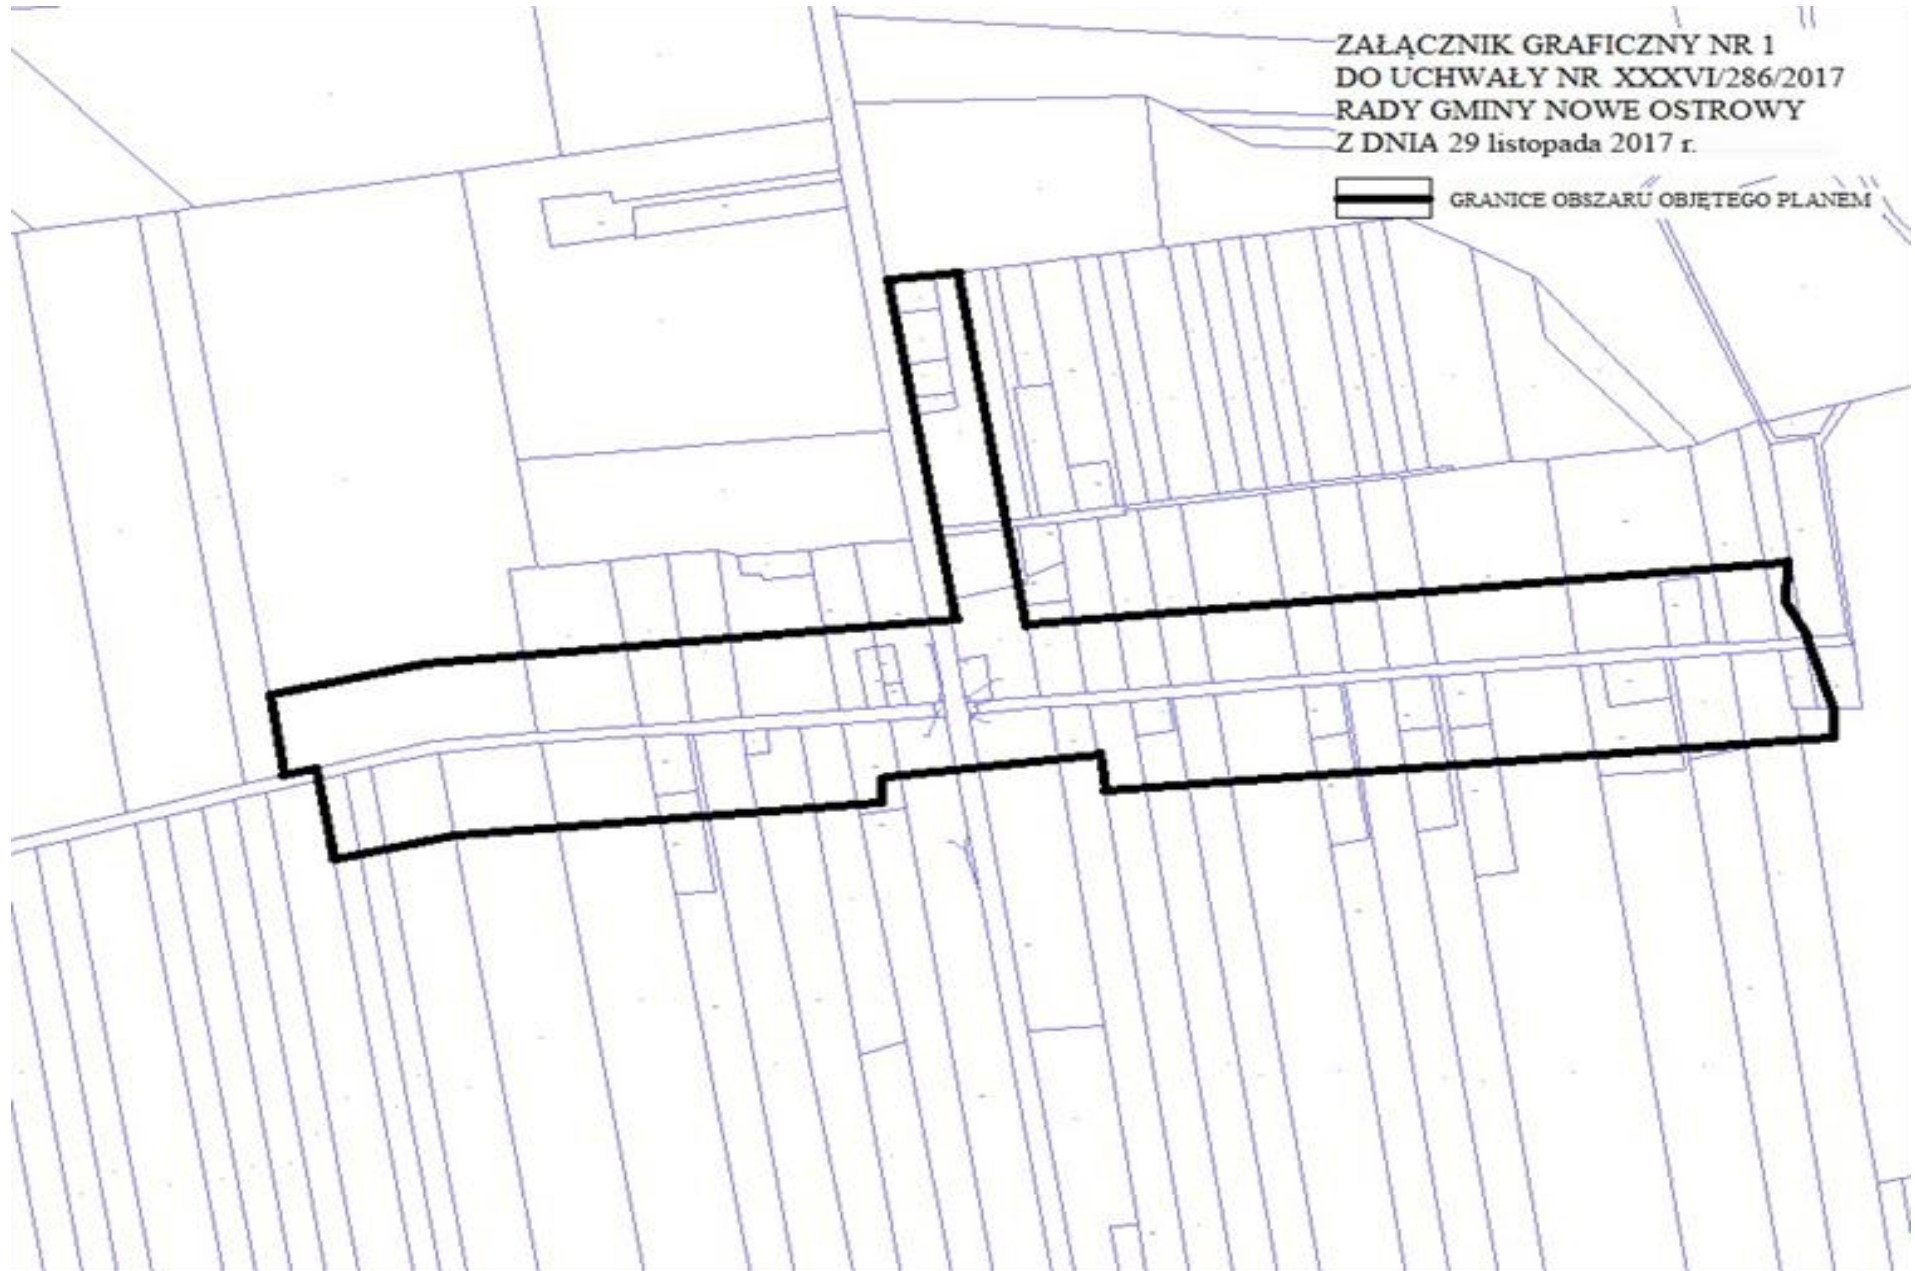 ZAŁĄCZNIK GRAFICZNY NR 1
DO UCHWAŁY NR XXXVI/286/2017
RADY GMINY NOWE OSTROWY
Z DNIA 29 listopada 2017 r.
GRANICE OBSZARU OBJĘTEGO PLANEM